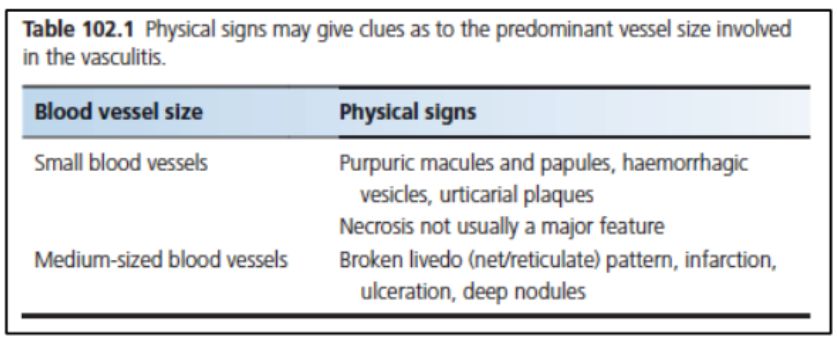 Table 102.1 Physical signs may give clues as to the predominant vessel size involved
in the vasculitis.
Blood vessel size Physical signs
Small blood vessels Purpuric macules and papules, haemorrhagic
vesicles, urticarial plaques
Necrosis not usually a major feature
Medium-sized blood vessels Broken livedo (net/reticulate) pattern, infarction,
ulceration, deep nodules